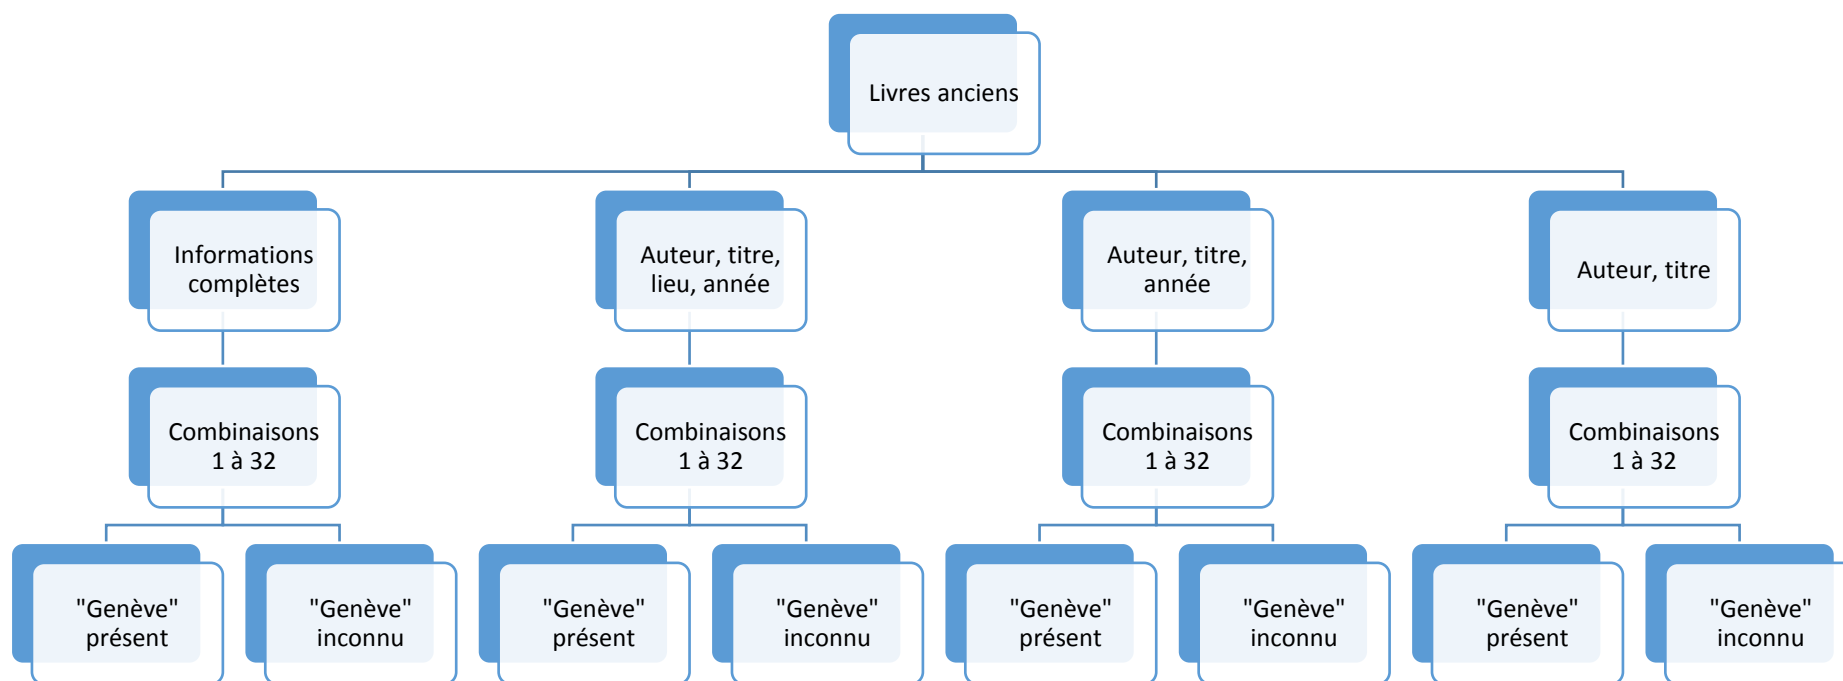 Livres anciens
Informations
complètes
Auteur, titre,
lieu, année
Auteur, titre,
année
Auteur, titre
Combinaisons
1 à 32
Combinaisons
1 à 32
Combinaisons
1 à 32
Combinaisons
1 à 32
"Genève"
présent
"Genève"
inconnu
"Genève"
présent
"Genève"
inconnu
"Genève"
présent
"Genève"
inconnu
"Genève"
présent
"Genève"
inconnu